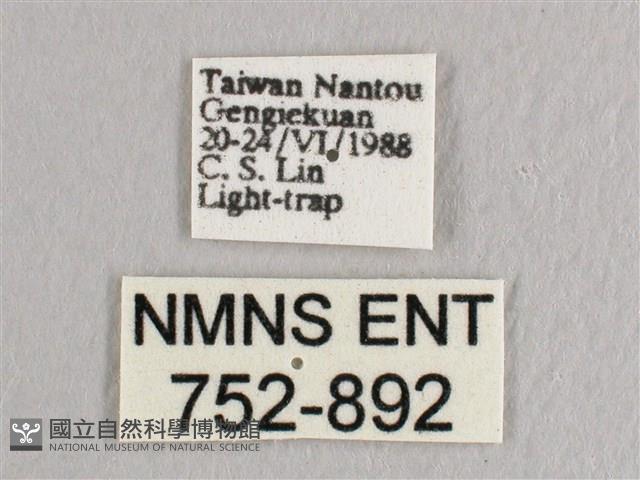 Taiwan Nantou
Gengiekuan
20-24/VI/1988
C. S. Lin
Light-trap
NMNS ENT
752-892
國立自然科學博物館
NATIONAL MUSEUM OF NATURAL SCIENCE